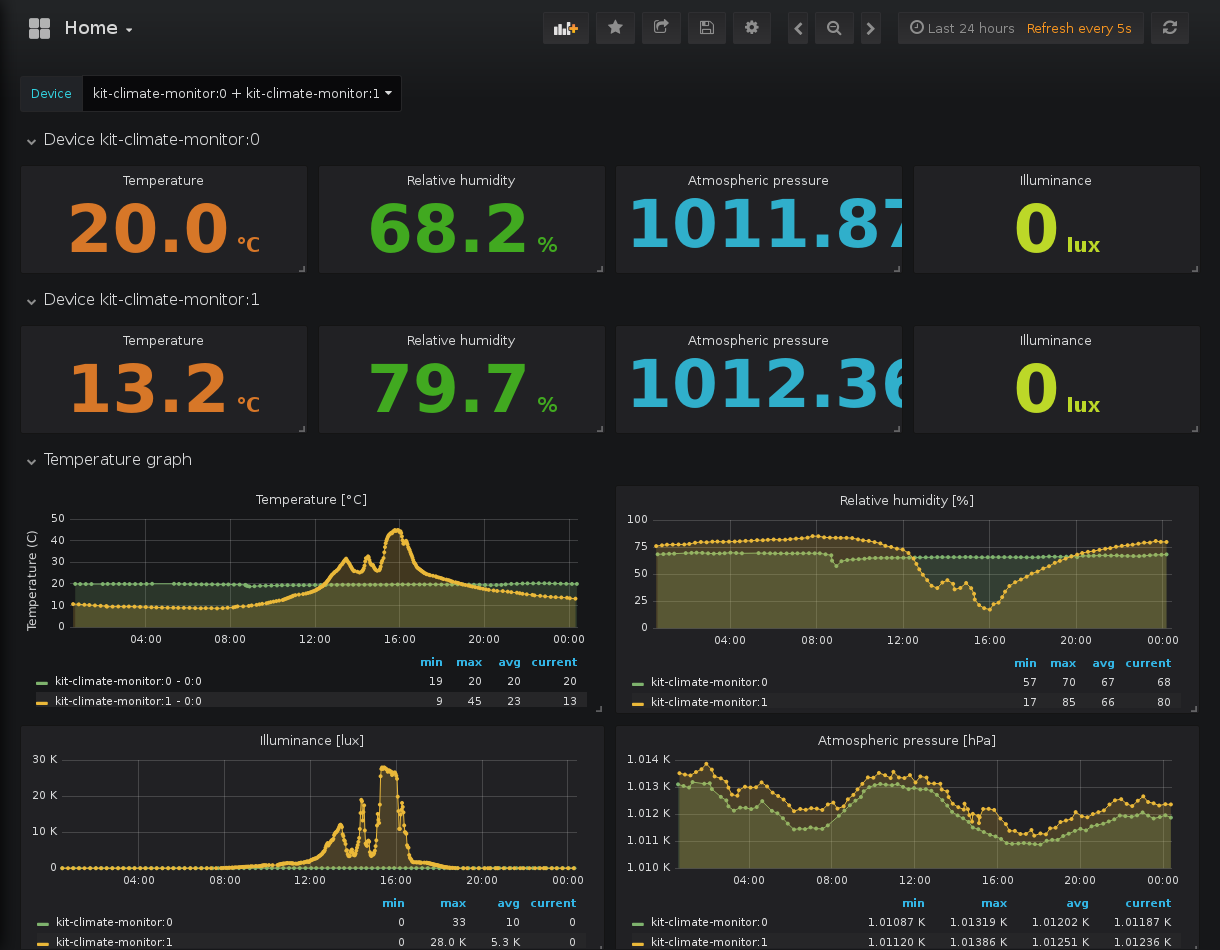 Home
Last 24 hours Refresh every 5s
Device kit-climate-monitor:0 + kit-climate-monitor:1
Device kit-climate-monitor:0
Temperature Relative humidity Atmospheric pressure Illuminance
20.0 °C 68.2 % 1011.87 0 lux
Device kit-climate-monitor:1
Temperature Relative humidity Atmospheric pressure Illuminance
13.2 °C 79.7 % 1012.36 0 lux
Temperature graph
Temperature [°C]
Temperature (C)
50
40
30
20
10
0
04:00 08:00 12:00 16:00 20:00 00:00
min max avg current
kit-climate-monitor:0 - 0:0 19 20 20 20
kit-climate-monitor:1 - 0:0 9 45 23 13
Relative humidity [%]
100
75
50
25
0
04:00 08:00 12:00 16:00 20:00 00:00
min max avg current
kit-climate-monitor:0 57 70 67 68
kit-climate-monitor:1 17 85 66 80
Illuminance [lux]
30 K
20 K
10 K
0
04:00 08:00 12:00 16:00 20:00 00:00
min max avg current
kit-climate-monitor:0 0 33 10 0
kit-climate-monitor:1 0 28.0 K 5.3 K 0
Atmospheric pressure [hPa]
1.014 K
1.013 K
1.012 K
1.011 K
1.010 K
04:00 08:00 12:00 16:00 20:00 00:00
min max avg current
kit-climate-monitor:0 1.01087 K 1.01319 K 1.01202 K 1.01187 K
kit-climate-monitor:1 1.01120 K 1.01386 K 1.01251 K 1.01236 K